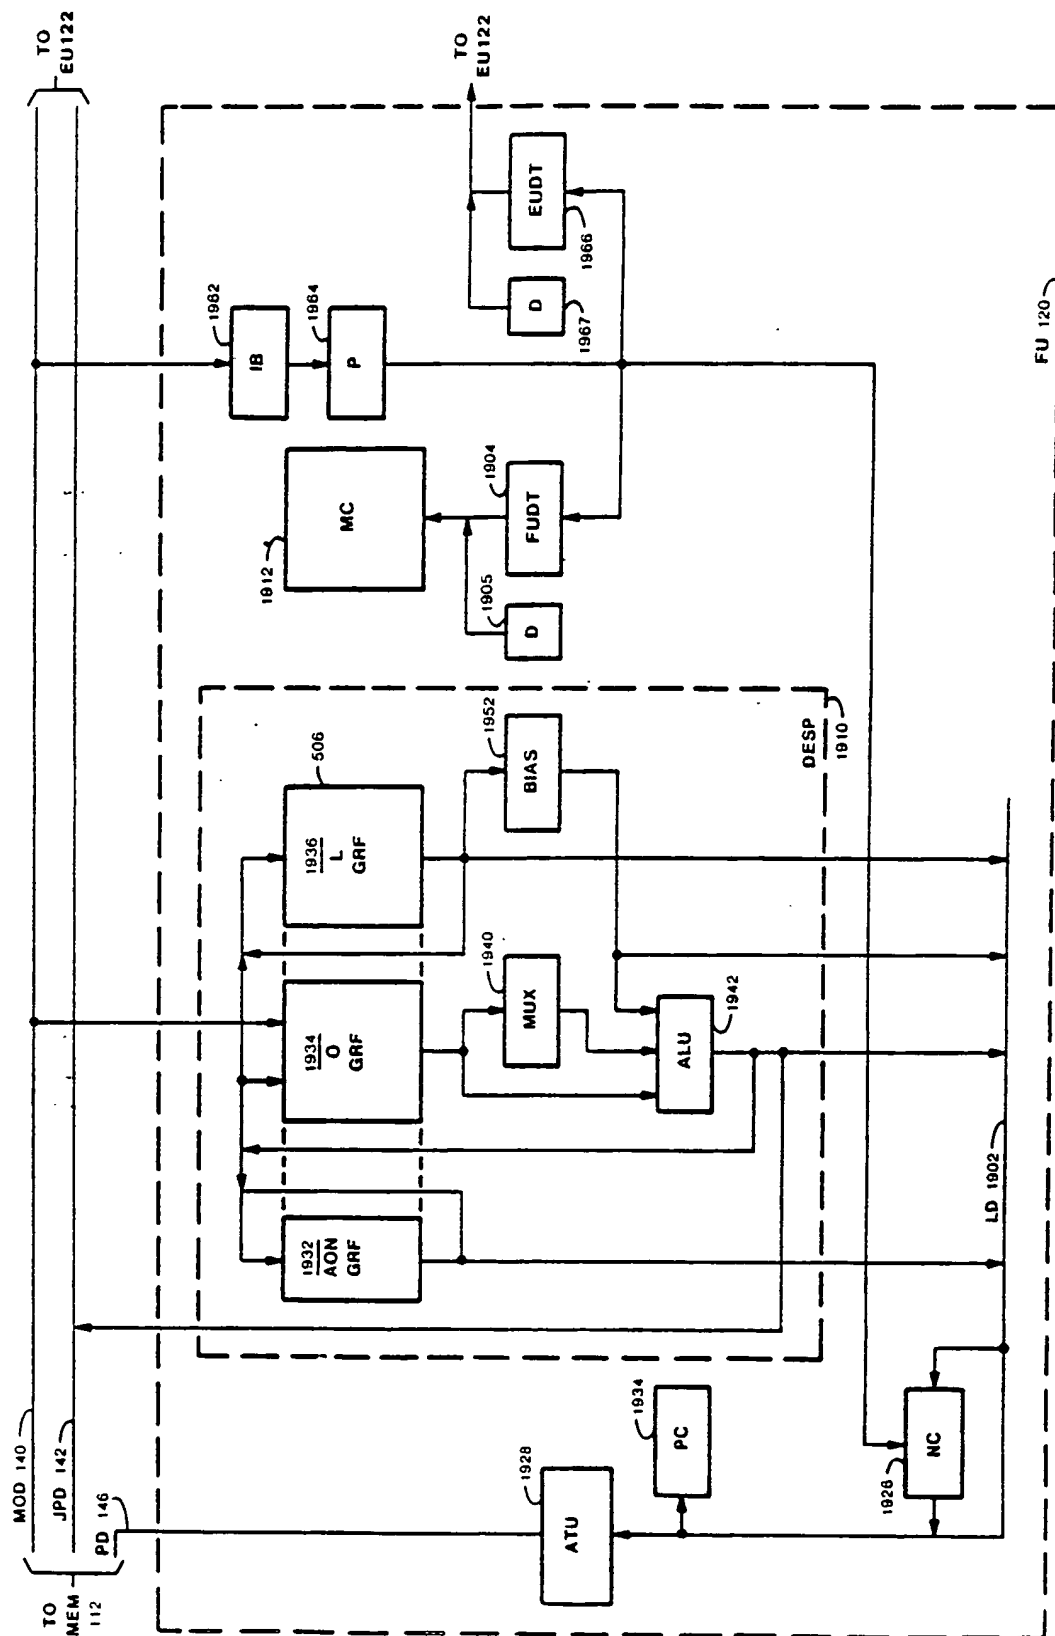 TO
EU122
TO
EU122
MOD 140
JPD 142
PD 146
TO
MEM
112
1962
IB
1964
P
EUDT
1966
D
1967
MC
1912
1904
FUDT
1905
D
FU 120
506
1936
L
GRF
1934
O
GRF
1932
AON
GRF
1952
BIAS
1940
MUX
1942
ALU
DESP
1910
LD 1902
1934
PC
1928
ATU
NC
1926